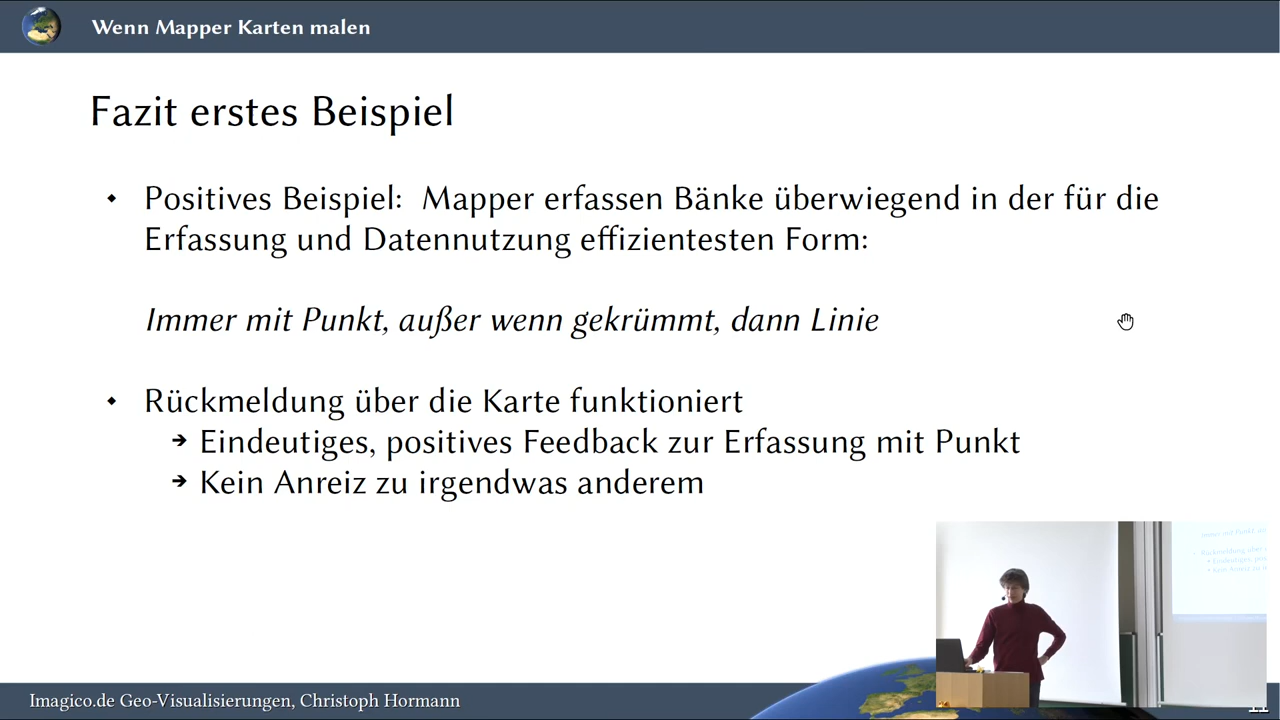 Wenn Mapper Karten malen
Fazit erstes Beispiel
Positives Beispiel: Mapper erfassen Bänke überwiegend in der für die
Erfassung und Datennutzung effizientesten Form:
Immer mit Punkt, außer wenn gekrümmt, dann Linie
Rückmeldung über die Karte funktioniert
➔ Eindeutiges, positives Feedback zur Erfassung mit Punkt
➔ Kein Anreiz zu irgendwas anderem
Imagico.de Geo-Visualisierungen, Christoph Hormann